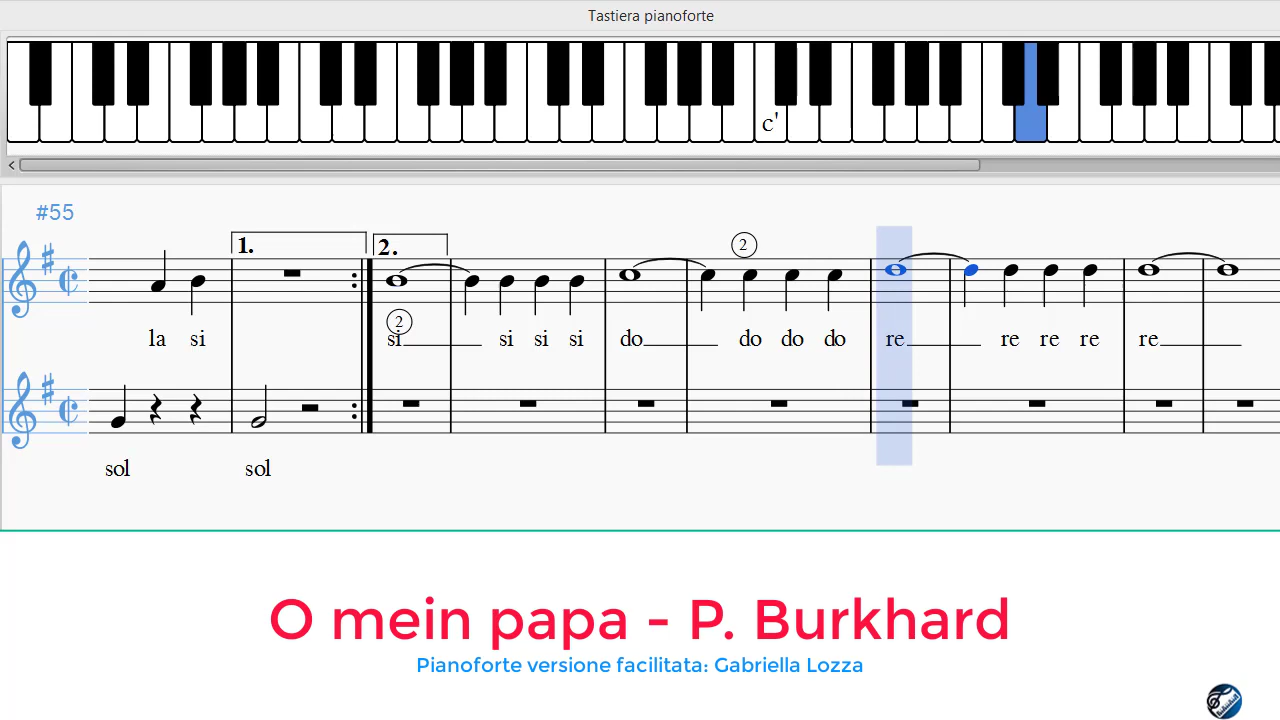 Tastiera pianoforte
c'
<
#55
1.
2.
2
2
la si si si si si do do do do re re re re re
sol sol
O mein papa - P. Burkhard
Pianoforte versione facilitata: Gabriella Lozza